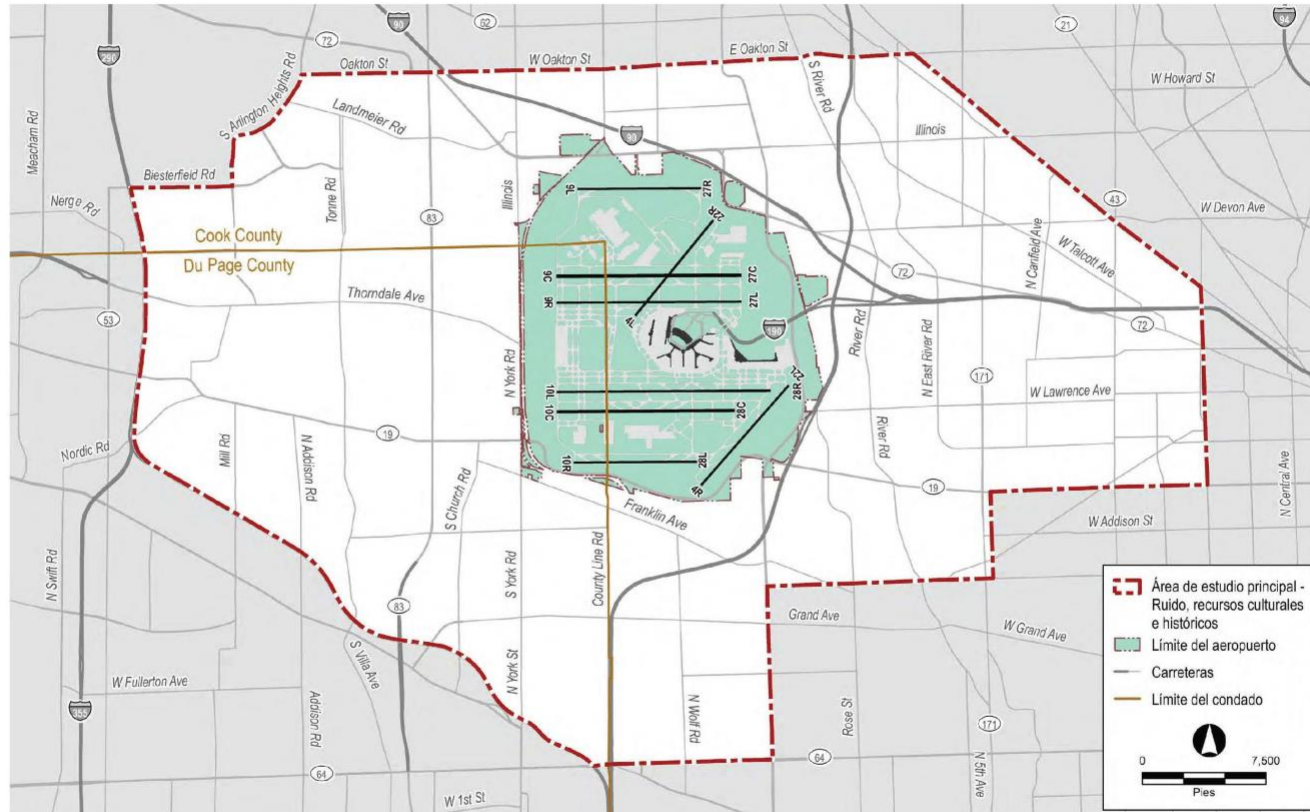 290
90
62
21
94
72
Oakton St
W Oakton St
E Oakton St
S River Rd
W Howard St
S Arlington Heights Rd
Landmeier Rd
Meacham Rd
90
Illinois
Biesterfield Rd
Tonne Rd
Illinois
9L
27R
22R
43
W Devon Ave
Nerge Rd
83
N Canfield Ave
W Talcott Ave
Cook County
Du Page County
9C
27C
72
Thorndale Ave
9R
27L
53
4L
190
72
N York Rd
River Rd
N East River Rd
171
22L
28R
W Lawrence Ave
10L
10C
28C
Nordic Rd
Mill Rd
N Addison Rd
19
S Church Rd
10R
28L
4R
River Rd
19
N Central Ave
Franklin Ave
W Addison St
N Swift Rd
S York Rd
County Line Rd
83
Grand Ave
W Grand Ave
S Villa Ave
N York St
W Fullerton Ave
355
Addison Rd
N Wolf Rd
Rose St
171
N 5th Ave
64
64
W 1st St
Área de estudio principal -
Ruido, recursos culturales
e históricos
Límite del aeropuerto
Carreteras
Límite del condado
0 7,500
Pies